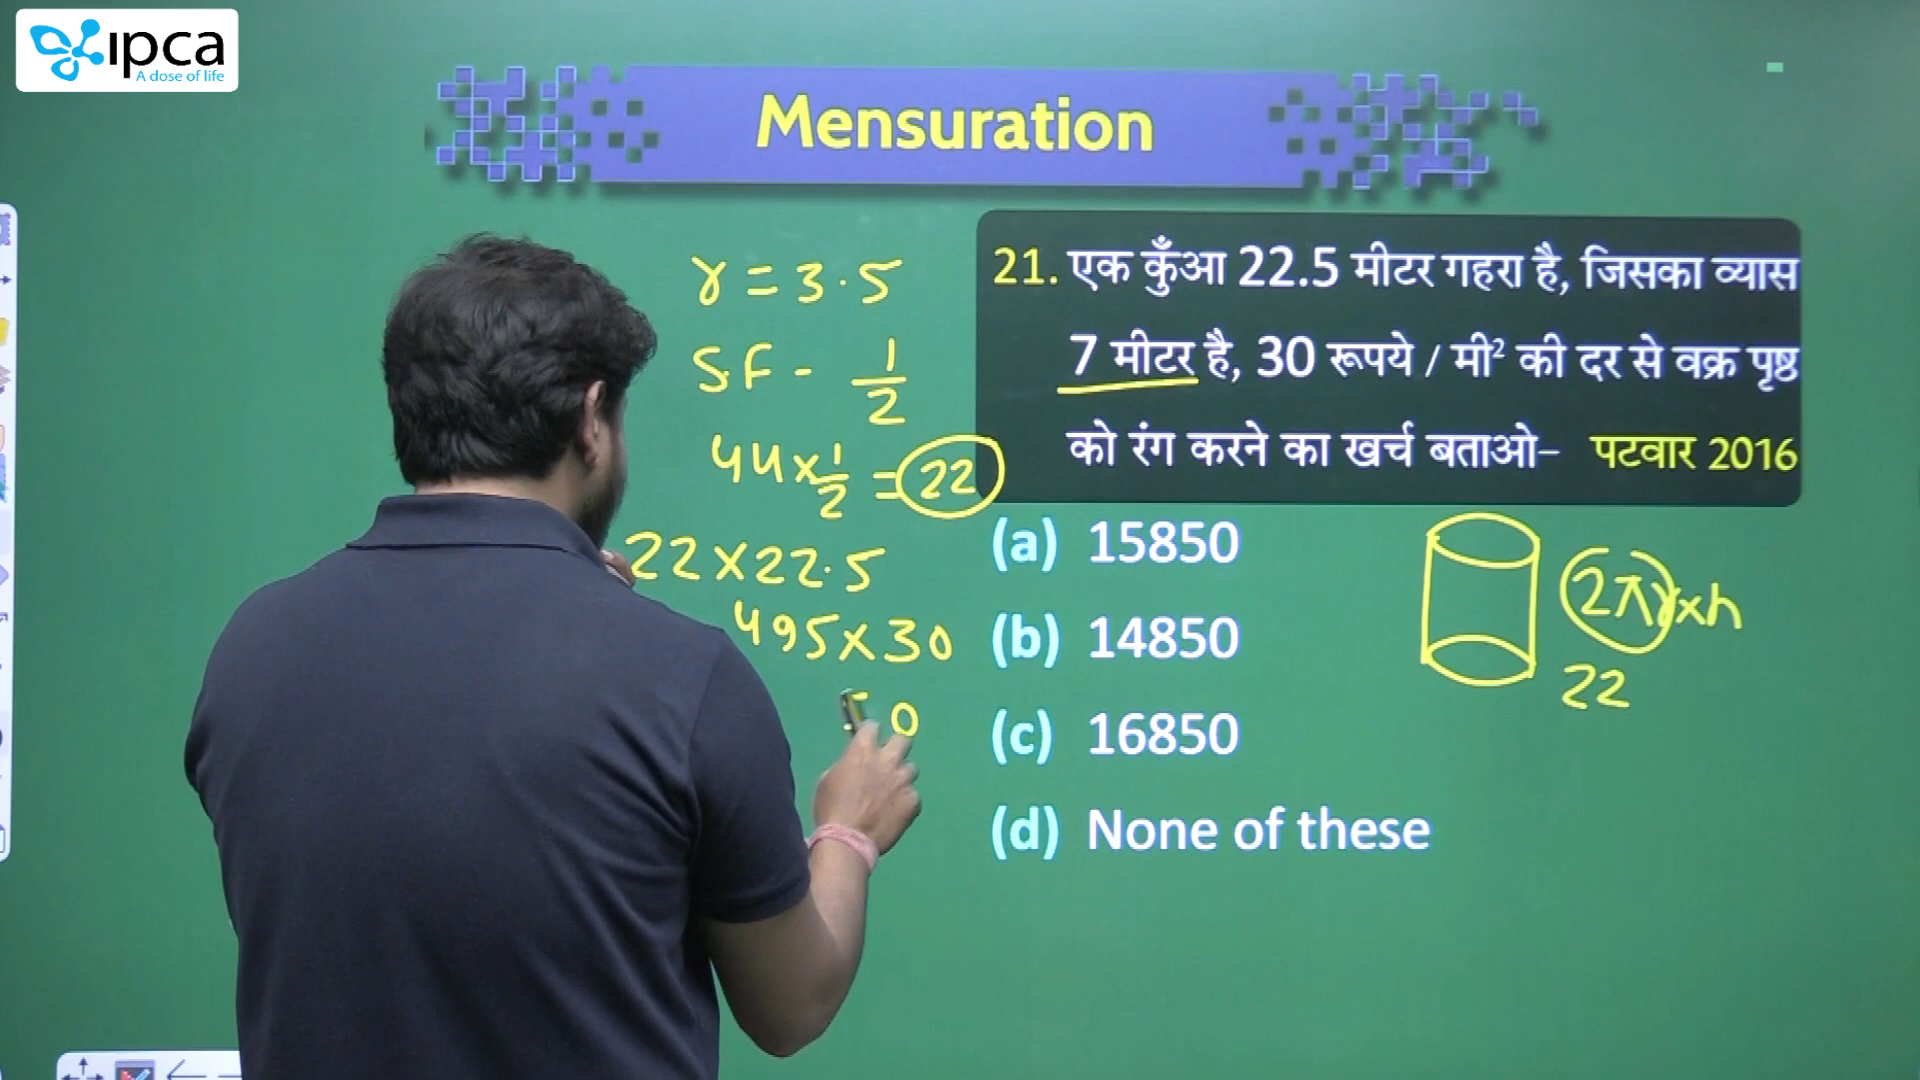 ipca
A dose of life
Mensuration
21. एक कुँआ 22.5 मीटर गहरा है, जिसका व्यास
7 मीटर है, 30 रूपये / मी² की दर से वक्र पृष्ठ
को रंग करने का खर्च बताओ– पटवार 2016
(a) 15850
(b) 14850
(c) 16850
(d) None of these
r = 3.5
S.F - 1/2
44 x 1/2 = 22
22 x 22.5
495 x 30
50
2πr x h
22